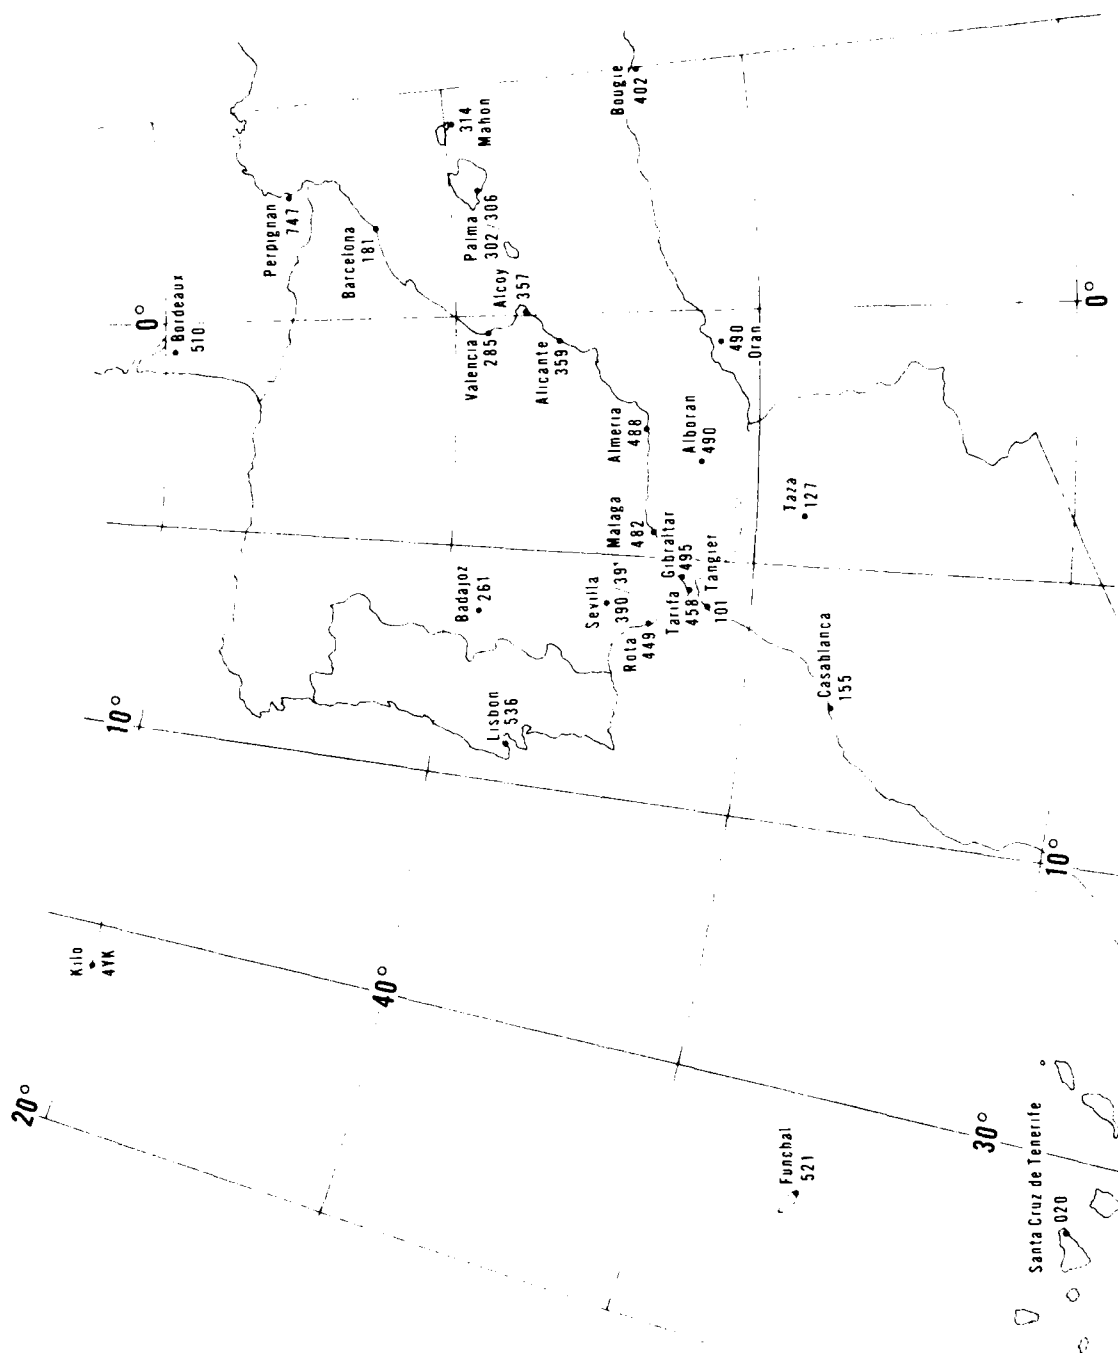 20°
10°
0°
Kilo
4YK
Bordeaux
510
Perpignan
747
Barcelona
181
314
Mahon
Palma
302/306
Valencia
285
Alcoy
357
Alicante
359
Lisbon
536
Badajoz
261
Sevilla
390/391
Rota
449
Malaga
482
Almeria
488
Gibraltar
495
Tarifa
458
Tangier
101
Alboran
490
490
Oran
Bougie
402
Taza
127
Casablanca
155
40°
30°
10°
0°
Funchal
521
Santa Cruz de Tenerife
020